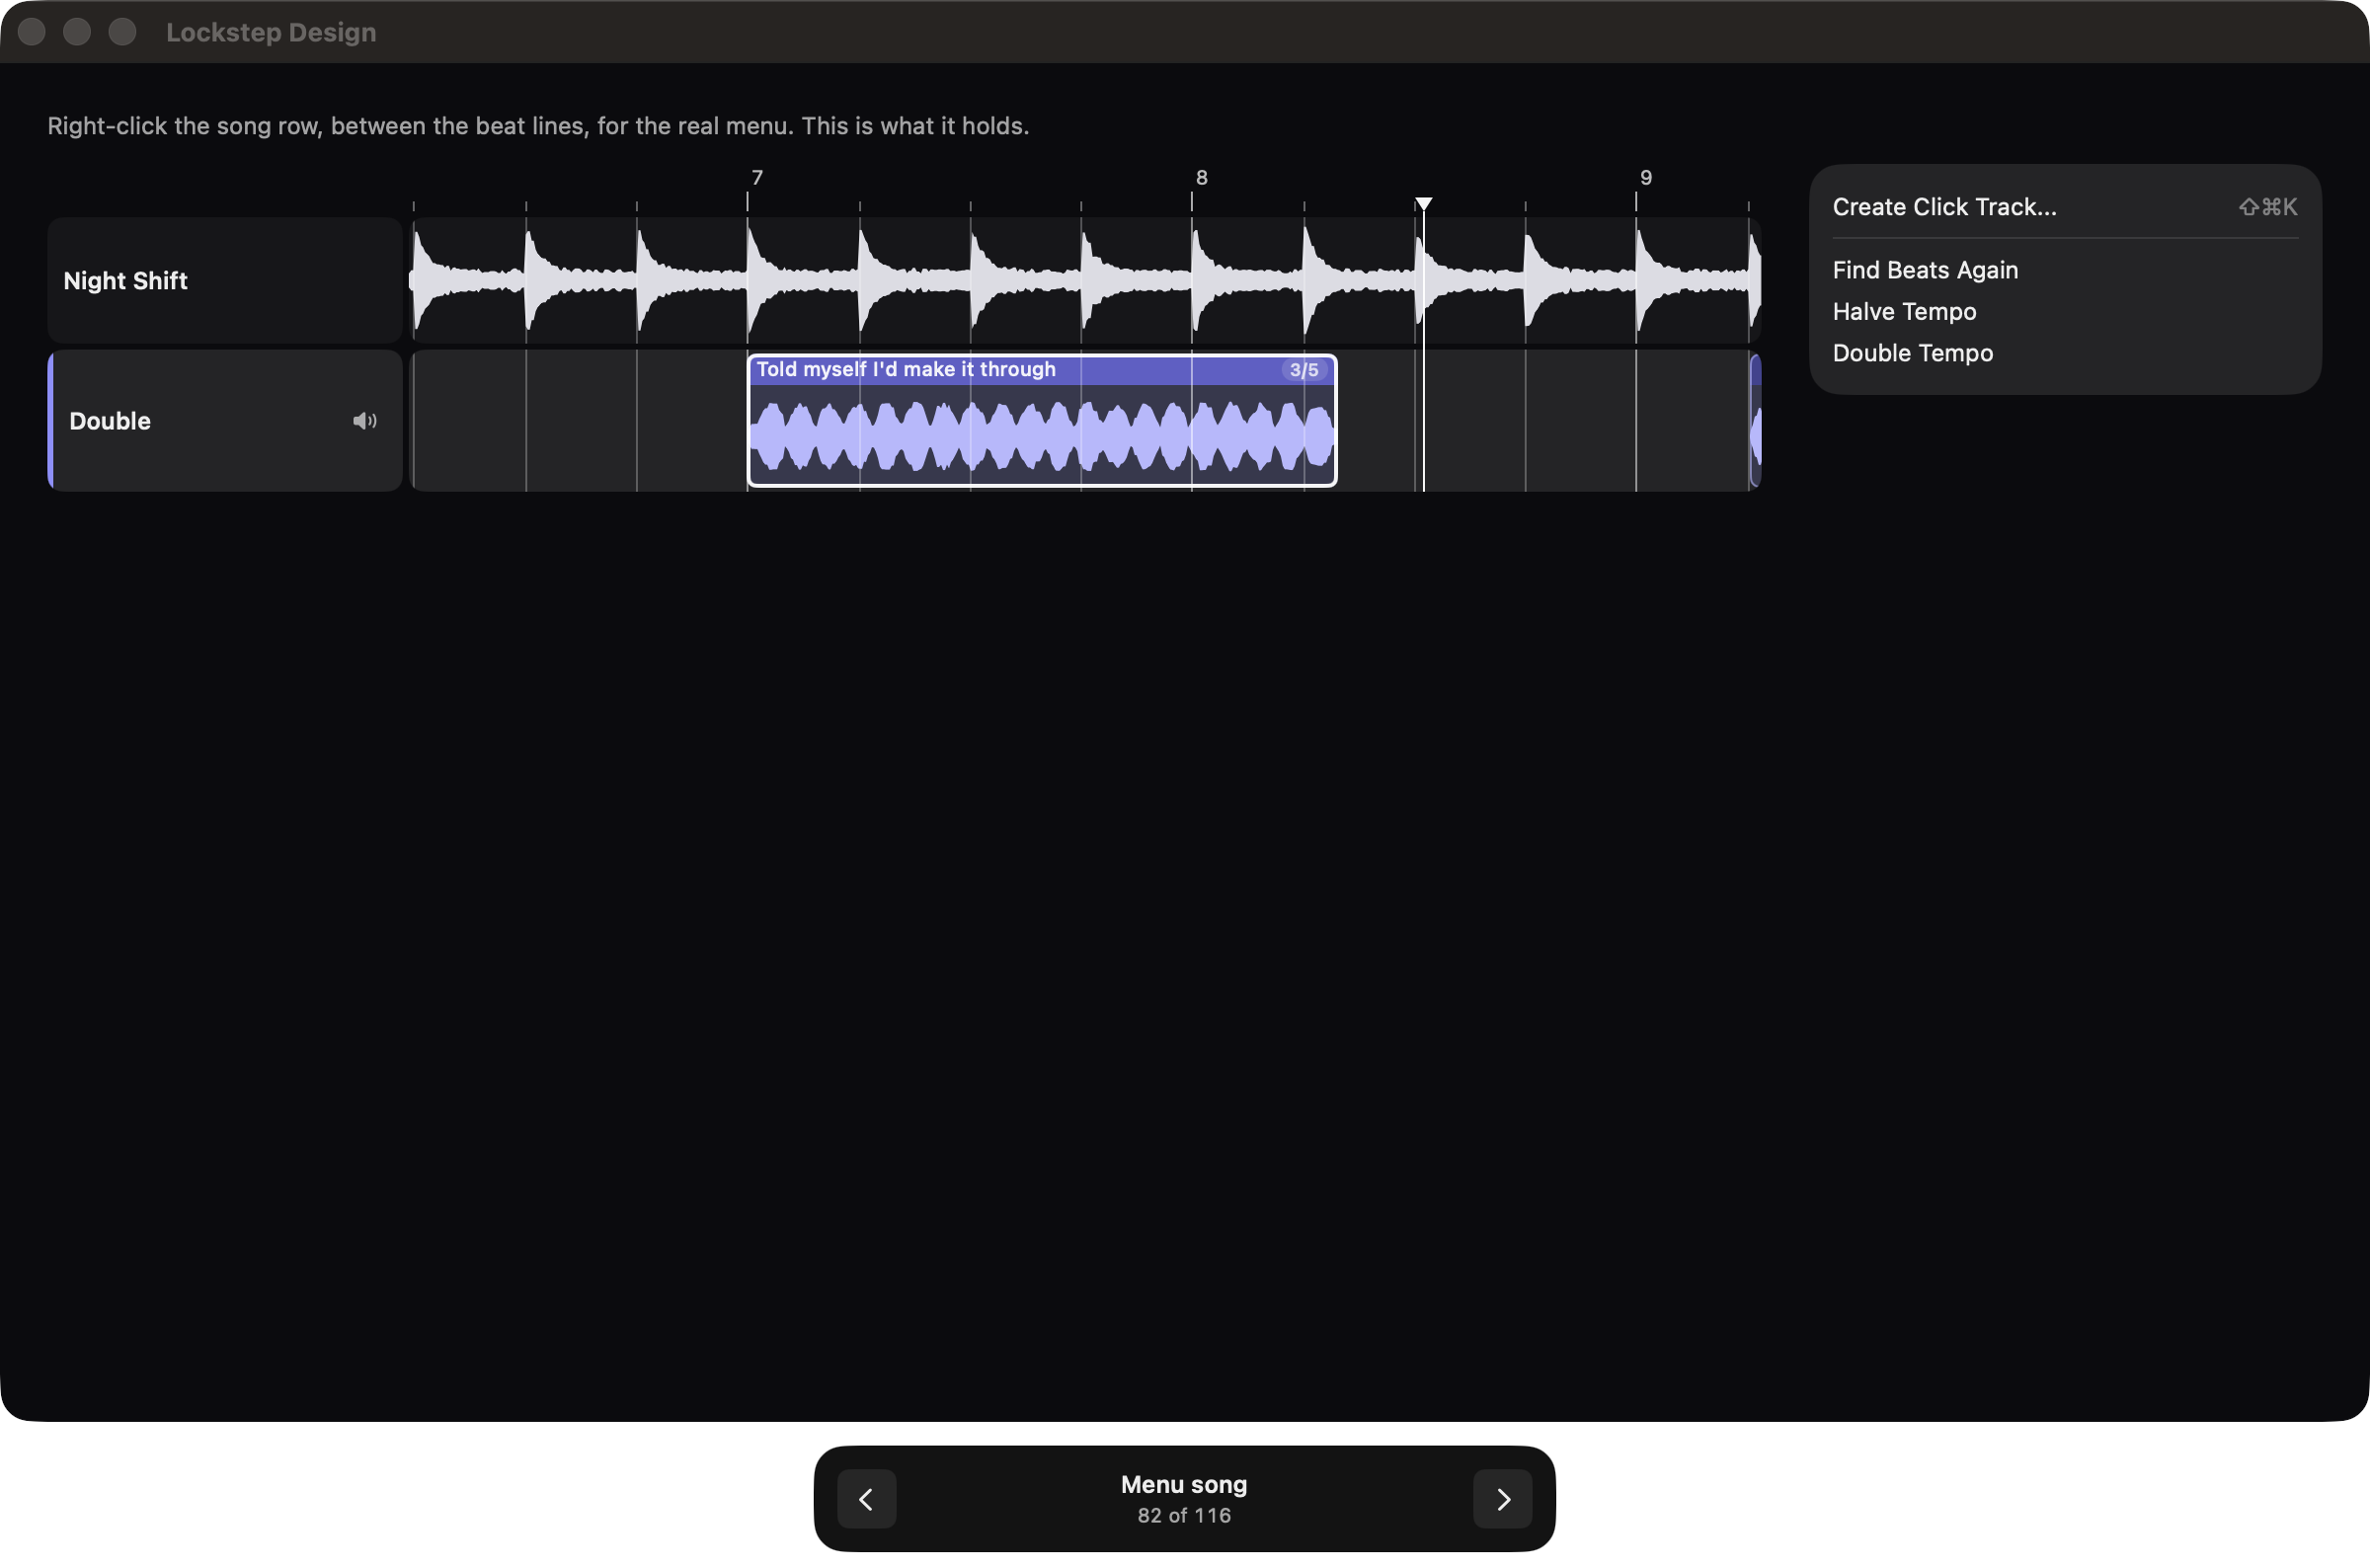 Lockstep Design
Right-click the song row, between the beat lines, for the real menu. This is what it holds.
7 8 9
Night Shift
Double
Told myself I'd make it through 3/5
Create Click Track... ⇧⌘K
Find Beats Again
Halve Tempo
Double Tempo
Menu song
82 of 116